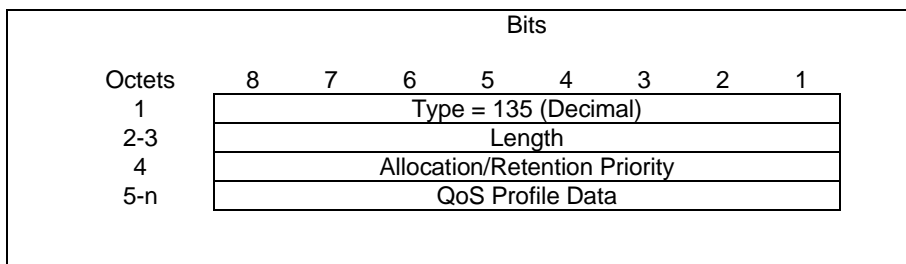 Bits
Octets 8 7 6 5 4 3 2 1
1 Type = 135 (Decimal)
2-3 Length
4 Allocation/Retention Priority
5-n QoS Profile Data